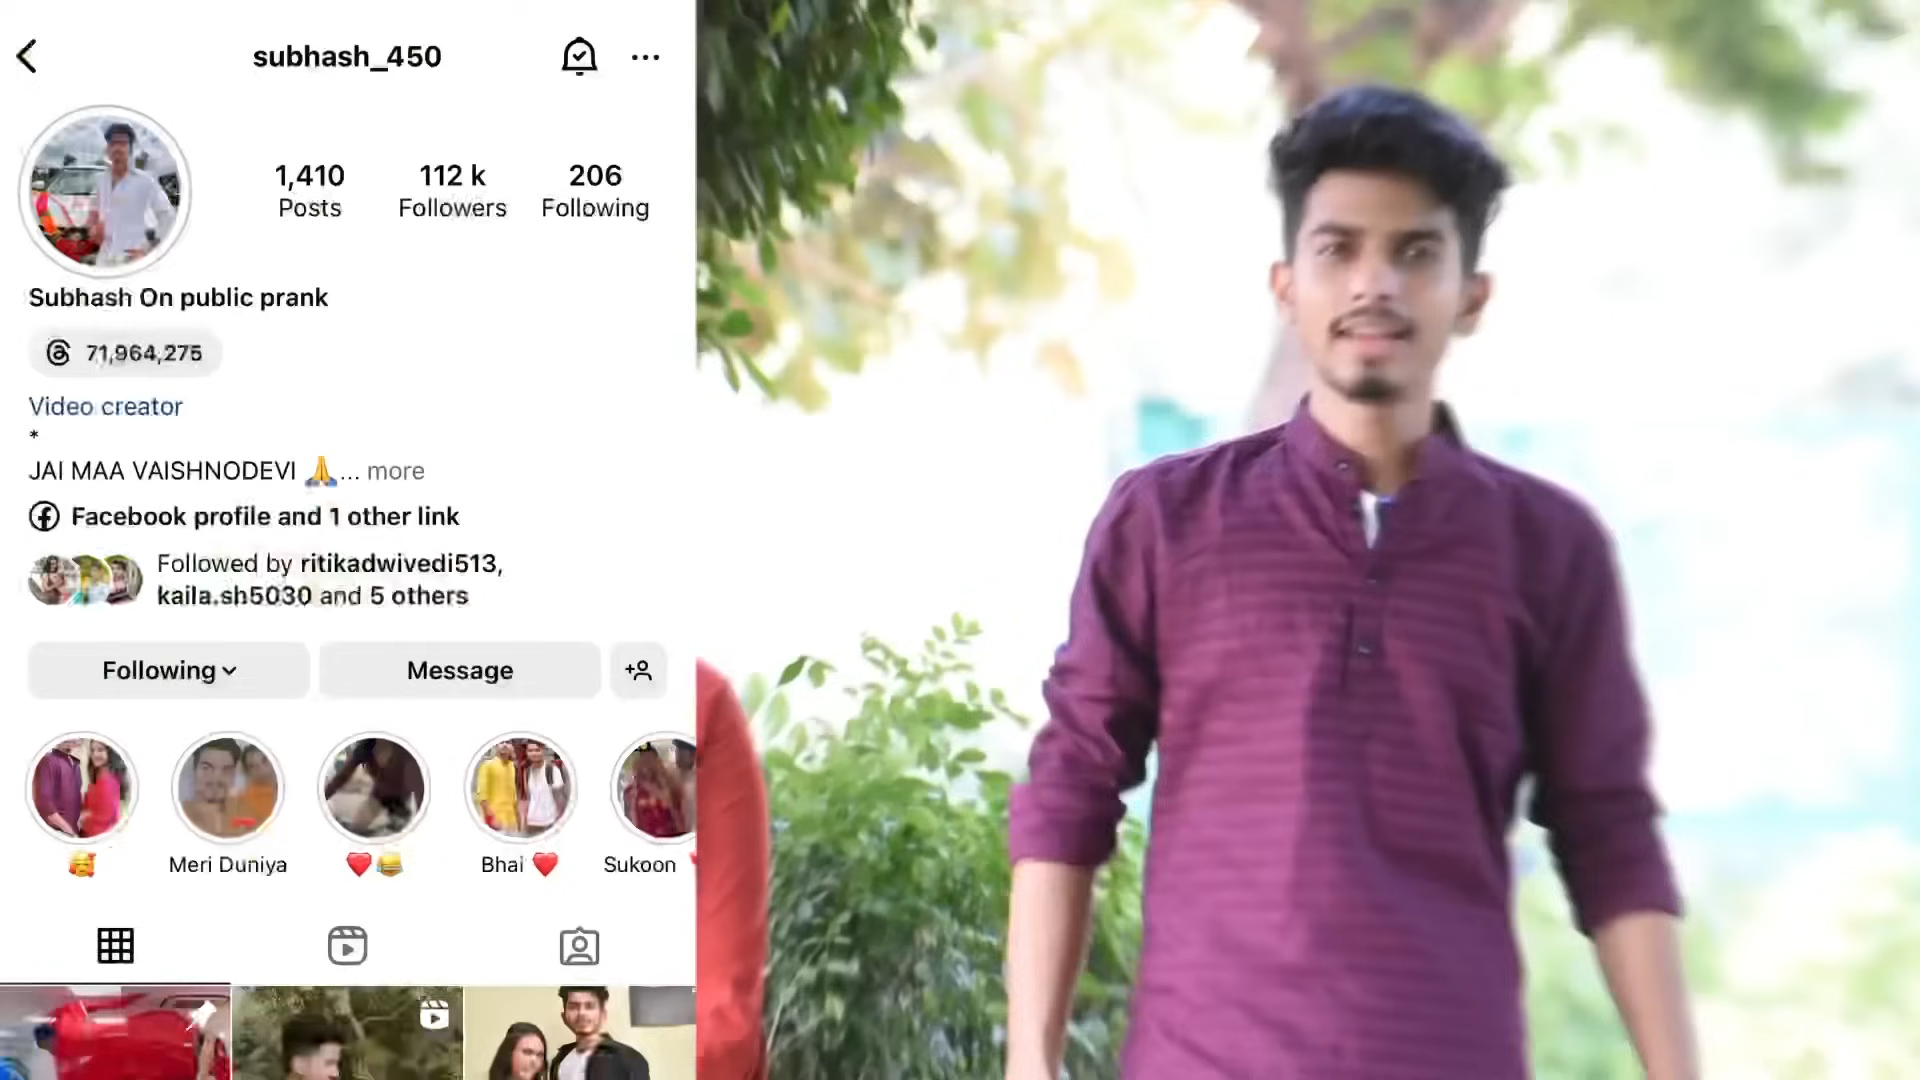 subhash_450
1,410 112 k 206
Posts Followers Following
Subhash On public prank
71,964,275
Video creator
*
JAI MAA VAISHNODEVI 🙏... more
Facebook profile and 1 other link
Followed by ritikadwivedi513,
kaila.sh5030 and 5 others
Following Message
🥰 Meri Duniya ❤️😂 Bhai ❤️ Sukoon